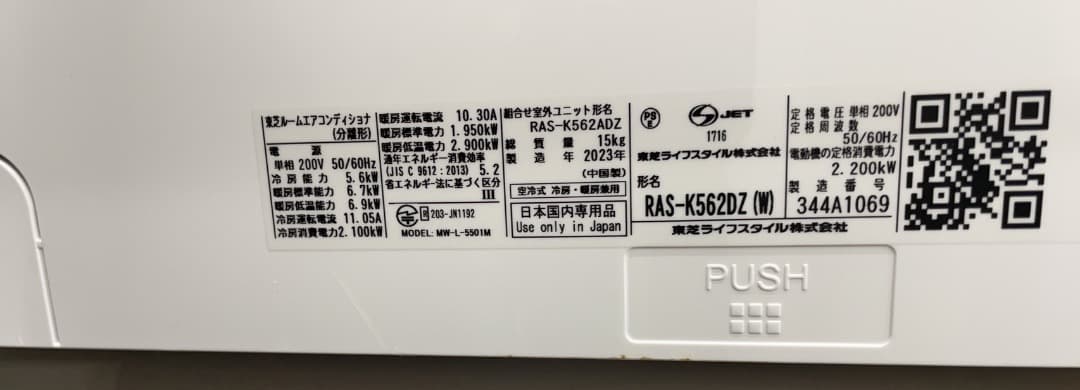 東芝ルームエアコンディショナ
(分離形)
電 源
単相 200V 50/60Hz
冷房能力 5.6kW
暖房標準能力 6.7kW
暖房低温能力 6.9kW
冷房運転電流 11.05A
冷房消費電力 2.100kW
暖房運転電流 10.30A
暖房標準電力 1.950kW
暖房低温電力 2.900kW
通年エネルギー消費効率
(JIS C 9612:2013) 5.2
省エネルギー法に基づく区分
III
R 203-JN1192
MODEL: MW-L-5501M
組合せ室外ユニット形名
RAS-K562ADZ
総質量 15kg
製造年 2023年
(中国製)
空冷式 冷房・暖房兼用
日本国内専用品
Use only in Japan
PS
E
JET
1716
東芝ライフスタイル株式会社
形名
RAS-K562DZ (W)
東芝ライフスタイル株式会社
定格電圧 単相 200V
定格周波数
50/60Hz
電動機の定格消費電力
2.200kW
製造番号
344A1069
PUSH